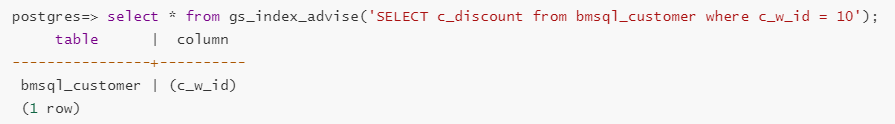 postgres=> select * from gs_index_advise('SELECT c_discount from bmsql_customer where c_w_id = 10');
     table      |  column
----------------+----------
 bmsql_customer | (c_w_id)
 (1 row)